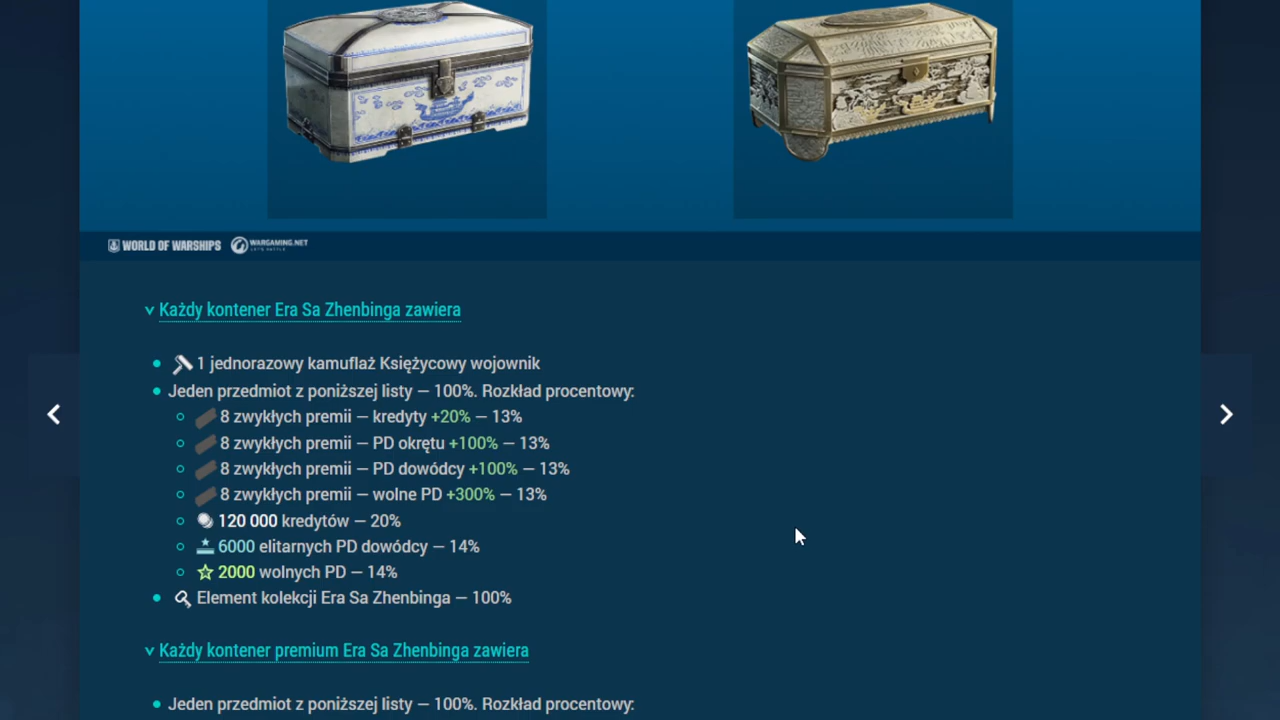 WORLD OF WARSHIPS WARGAMING.NET
LET'S BATTLE
Każdy kontener Era Sa Zhenbinga zawiera
1 jednorazowy kamuflaż Księżycowy wojownik
Jeden przedmiot z poniższej listy — 100%. Rozkład procentowy:
8 zwykłych premii — kredyty +20% — 13%
8 zwykłych premii — PD okrętu +100% — 13%
8 zwykłych premii — PD dowódcy +100% — 13%
8 zwykłych premii — wolne PD +300% — 13%
120 000 kredytów — 20%
6000 elitarnych PD dowódcy — 14%
2000 wolnych PD — 14%
Element kolekcji Era Sa Zhenbinga — 100%
Każdy kontener premium Era Sa Zhenbinga zawiera
Jeden przedmiot z poniższej listy — 100%. Rozkład procentowy: